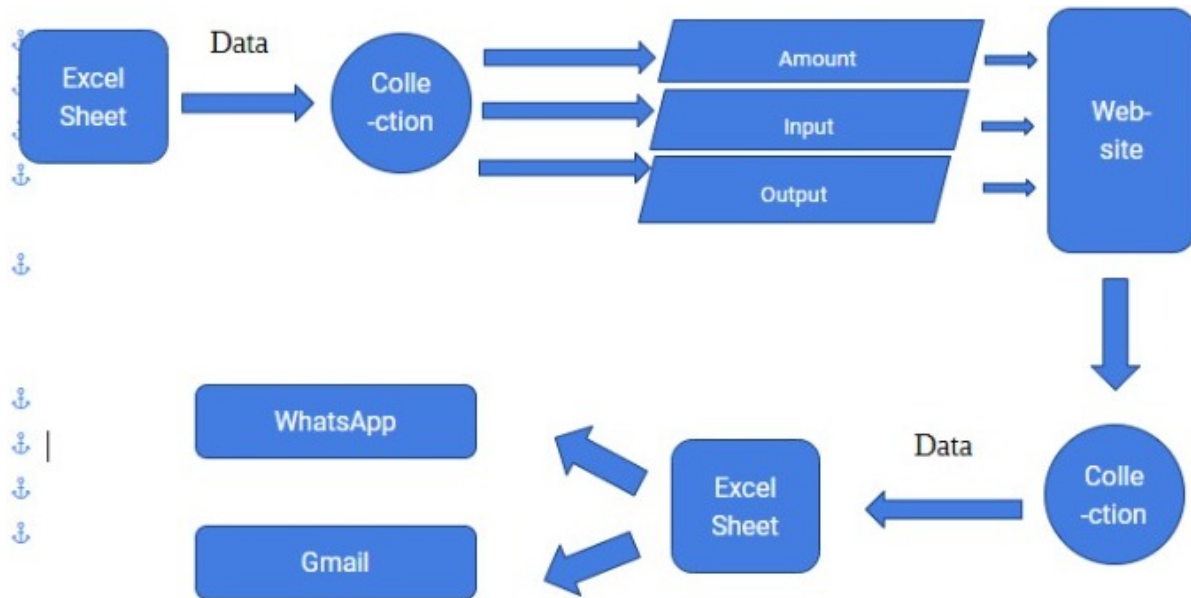 Data
Excel
Sheet
Colle
-ction
Amount
Input
Output
Web-
site
WhatsApp
Gmail
Excel
Sheet
Data
Colle
-ction